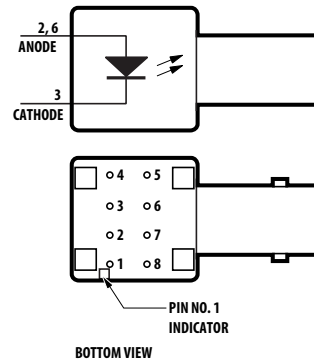 2, 6
ANODE
3
CATHODE
4 5
3 6
2 7
1 8
PIN NO. 1
INDICATOR
BOTTOM VIEW